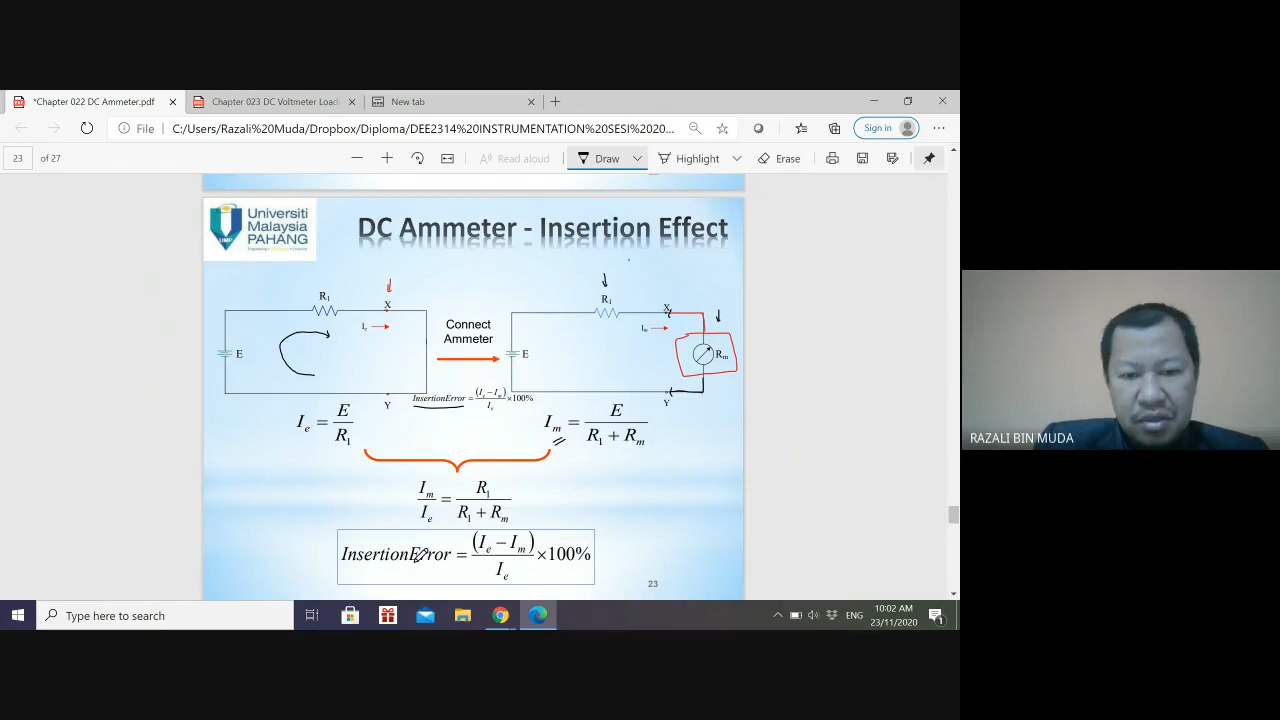 *Chapter 022 DC Ammeter.pdf
Chapter 023 DC Voltmeter Load
New tab
File
C:/Users/Razali%20Muda/Dropbox/Diploma/DEE2314%20INSTRUMENTATION%20SESI%2020...
Sign in
23 of 27
Read aloud
Draw
Highlight
Erase
Universiti
Malaysia
PAHANG
UMP
DC Ammeter - Insertion Effect
R1
X
Ie
E
Y
Connect
Ammeter
R1
X
Im
E
Rm
Y
InsertionError = (Ie − Im) / Ie ×100%
Ie = E / R1
Im = E / R1 + Rm
Im / Ie = R1 / R1 + Rm
InsertionError = (Ie − Im) / Ie ×100%
23
RAZALI BIN MUDA
Type here to search
ENG
10:02 AM
23/11/2020
1